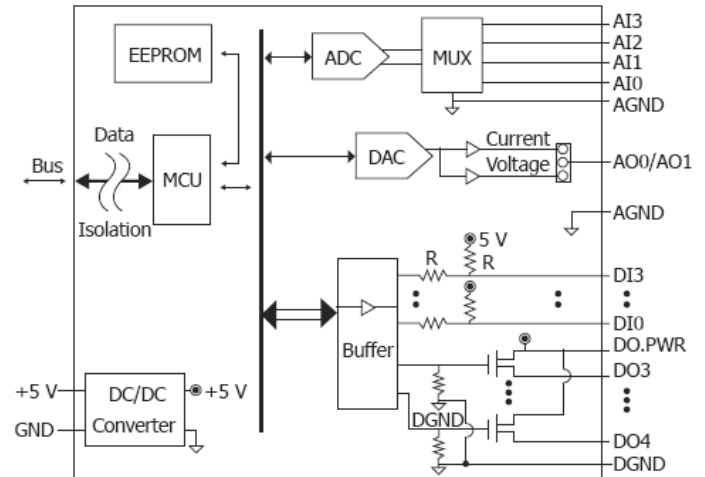 EEPROM
ADC
MUX
AI3
AI2
AI1
AI0
AGND
Data
Bus
MCU
Isolation
DAC
Current
Voltage
AO0/AO1
AGND
5 V
R
R
DI3
DI0
Buffer
DO.PWR
DO3
+5 V
DC/DC
Converter
+5 V
GND
DGND
DO4
DGND